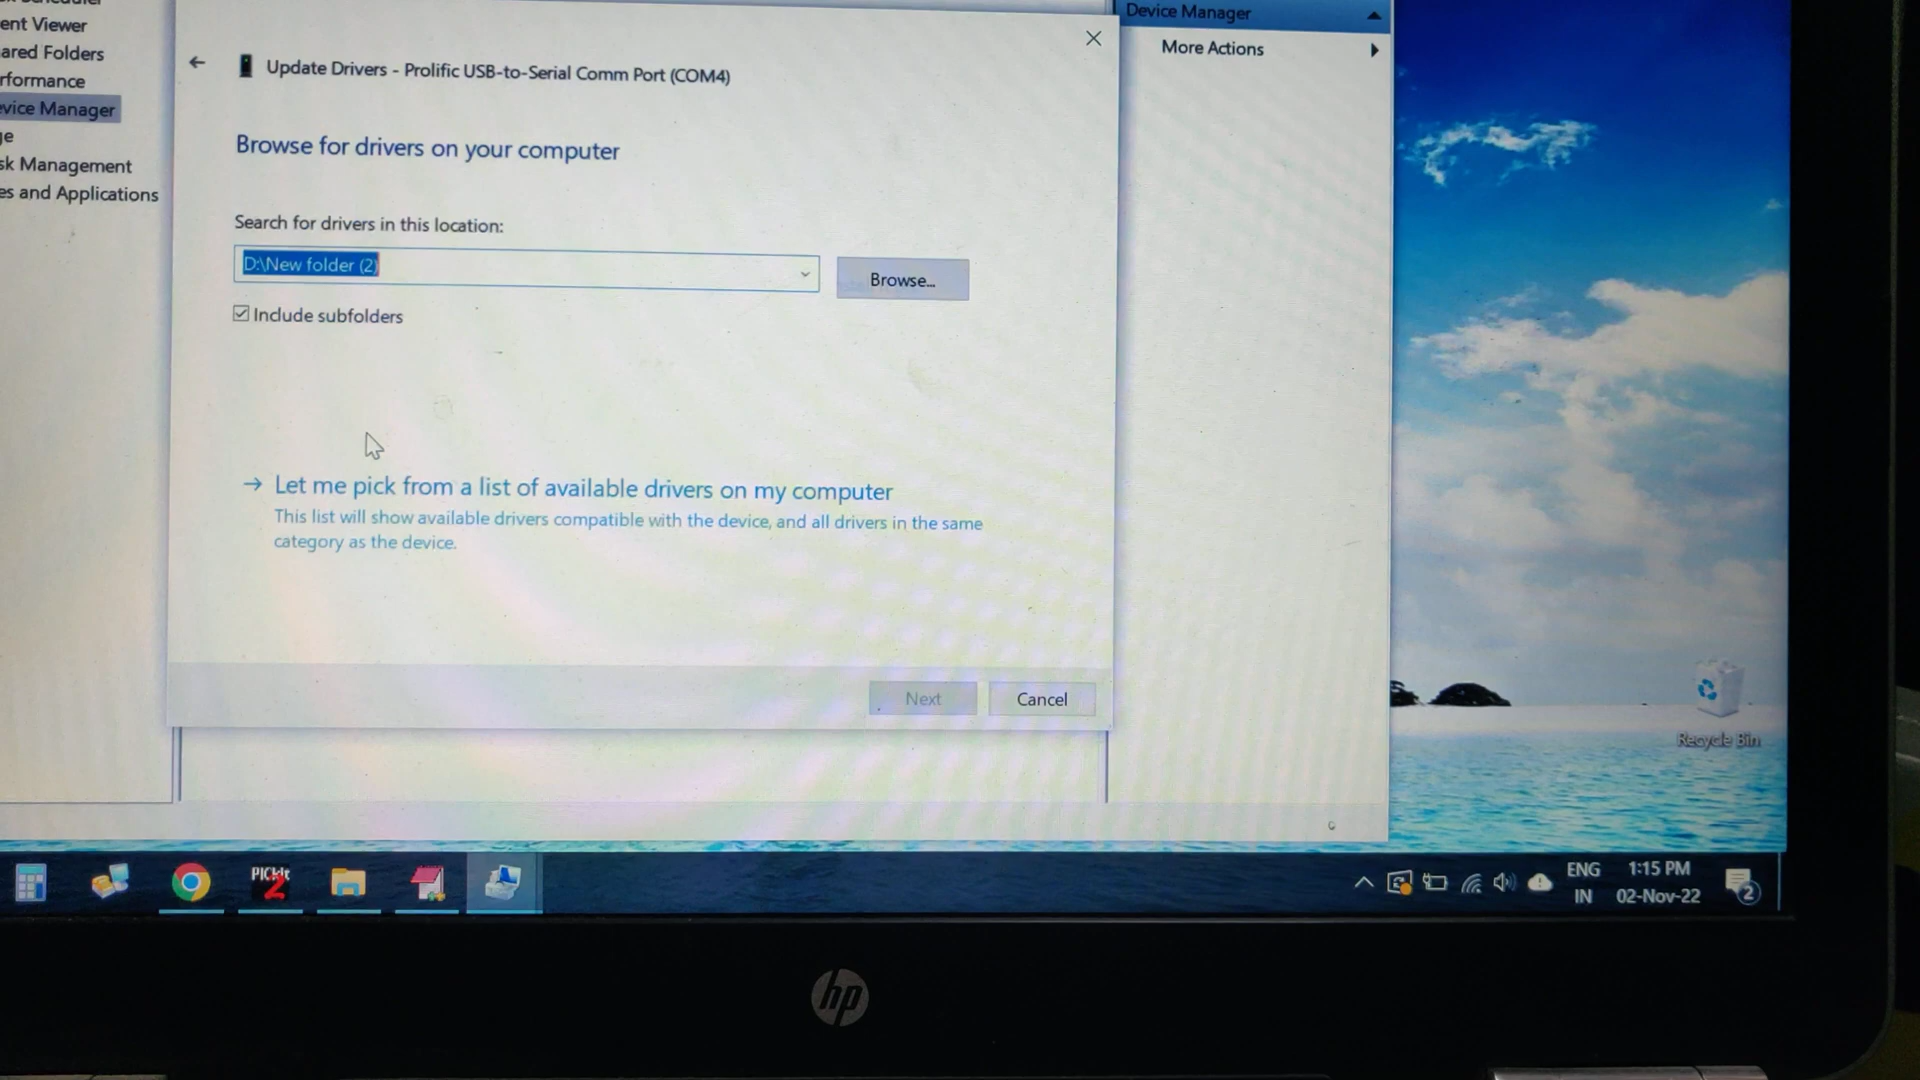 ent Viewer
ared Folders
rformance
evice Manager
ge
sk Management
es and Applications
Update Drivers - Prolific USB-to-Serial Comm Port (COM4)
Browse for drivers on your computer
Search for drivers in this location:
D:\New folder (2)
Browse...
Include subfolders
Let me pick from a list of available drivers on my computer
This list will show available drivers compatible with the device, and all drivers in the same
category as the device.
Next
Cancel
Device Manager
More Actions
Recycle Bin
PICkit
2
ENG
IN
1:15 PM
02-Nov-22
2
hp